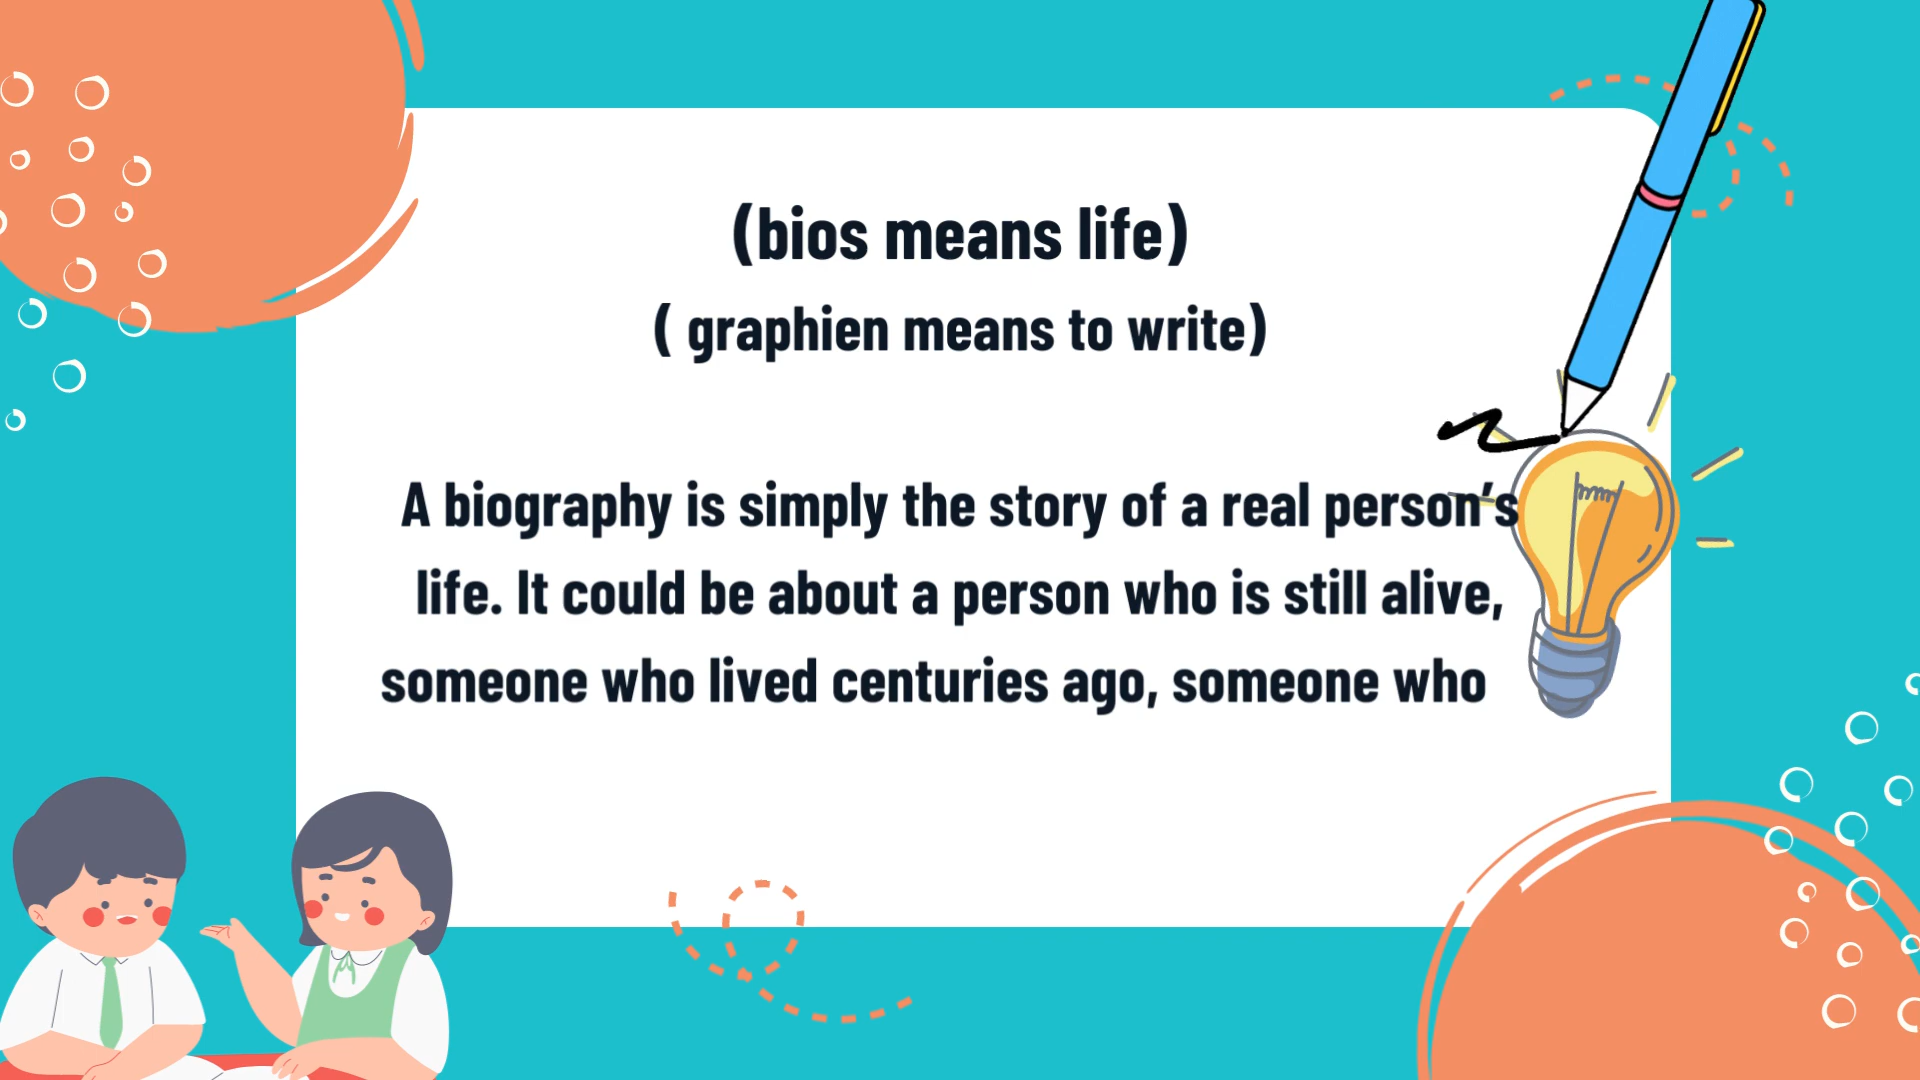 (bios means life)
( graphien means to write)
A biography is simply the story of a real person’s
life. It could be about a person who is still alive,
someone who lived centuries ago, someone who